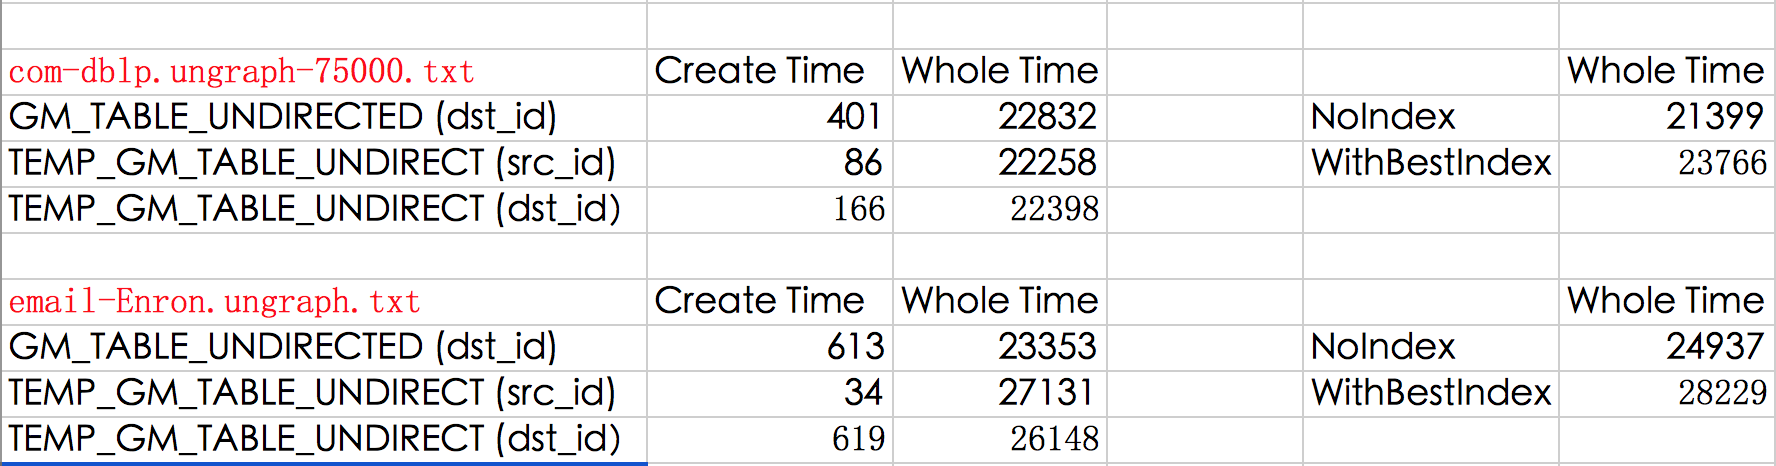 com-dblp.ungraph-75000.txt Create Time Whole Time Whole Time
GM_TABLE_UNDIRECTED (dst_id) 401 22832 NoIndex 21399
TEMP_GM_TABLE_UNDIRECT (src_id) 86 22258 WithBestIndex 23766
TEMP_GM_TABLE_UNDIRECT (dst_id) 166 22398
email-Enron.ungraph.txt Create Time Whole Time Whole Time
GM_TABLE_UNDIRECTED (dst_id) 613 23353 NoIndex 24937
TEMP_GM_TABLE_UNDIRECT (src_id) 34 27131 WithBestIndex 28229
TEMP_GM_TABLE_UNDIRECT (dst_id) 619 26148